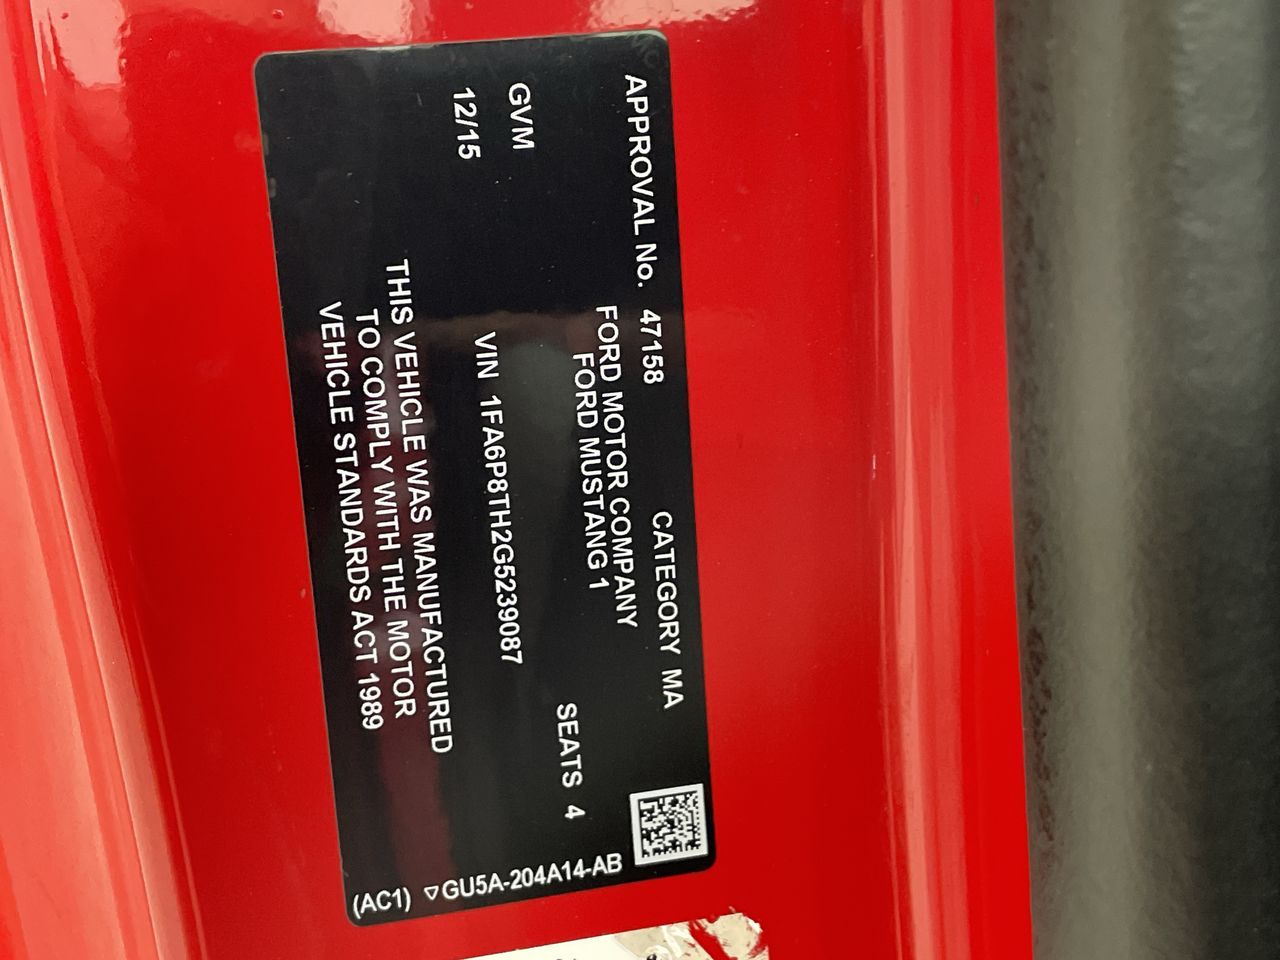 APPROVAL No. 47158 CATEGORY MA
FORD MOTOR COMPANY
FORD MUSTANG 1
GVM SEATS 4
12/15 VIN 1FA6P8TH2G5239087
THIS VEHICLE WAS MANUFACTURED
TO COMPLY WITH THE MOTOR
VEHICLE STANDARDS ACT 1989
(AC1) ▽GU5A-204A14-AB